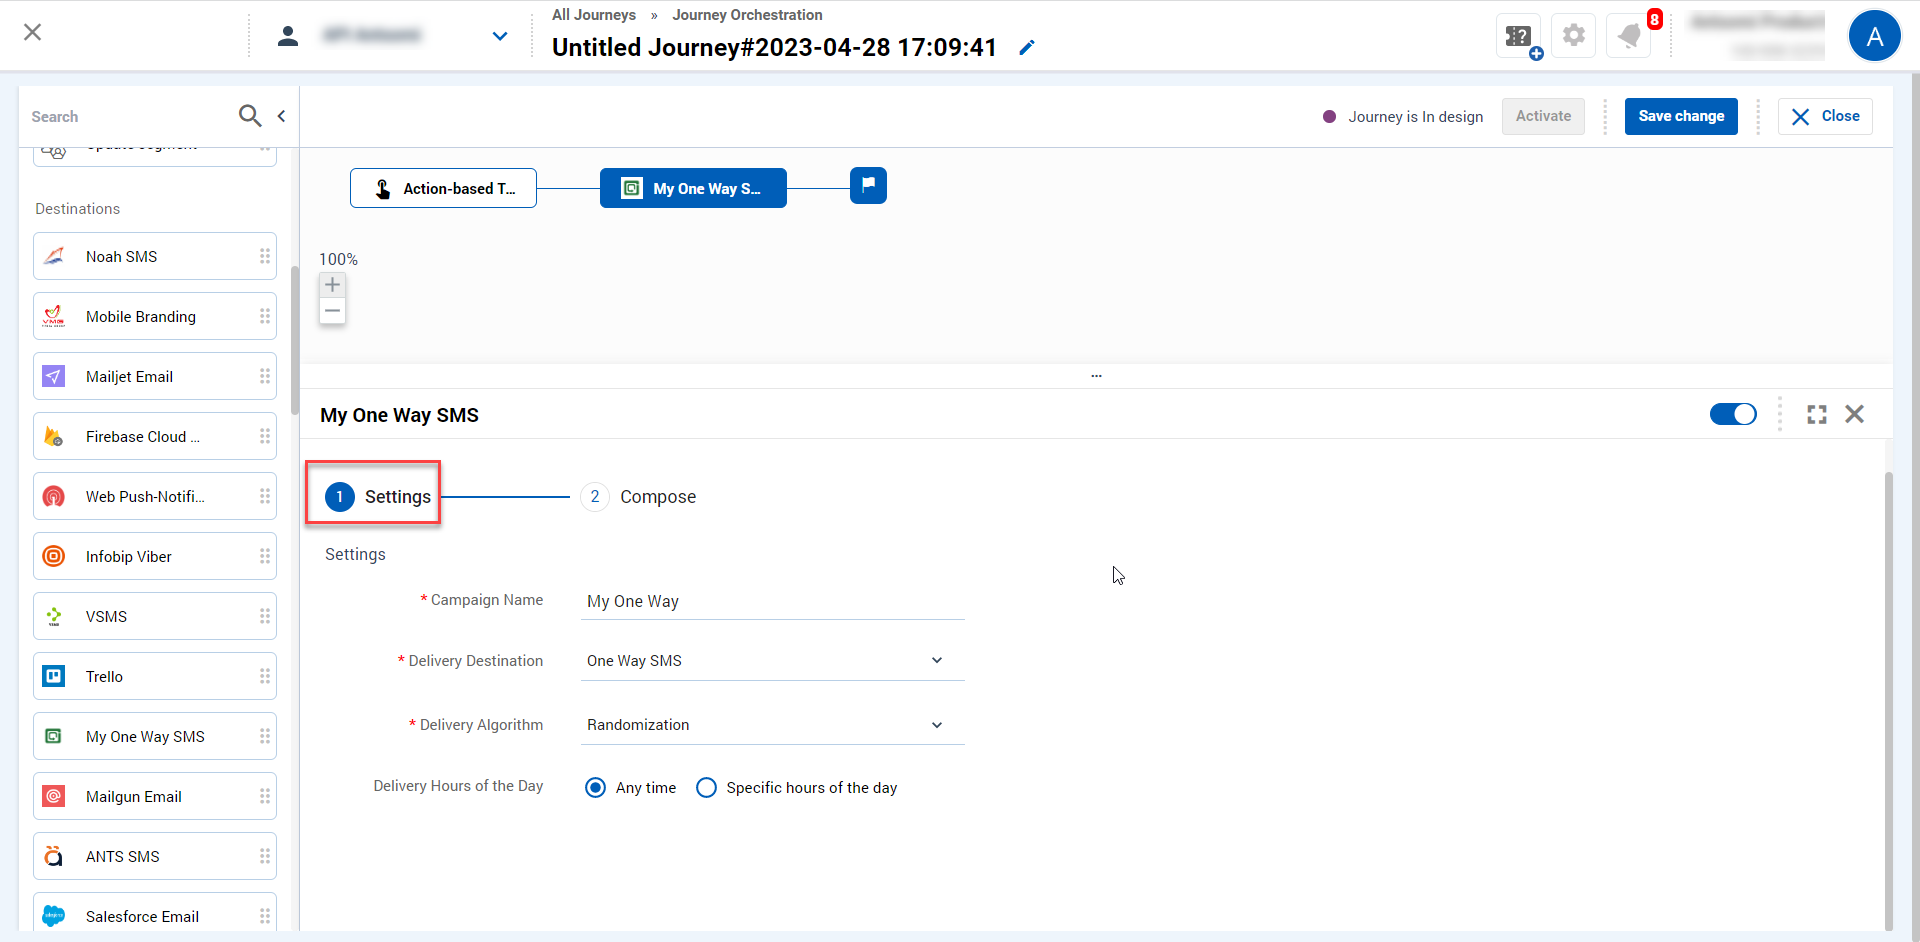 All Journeys » Journey Orchestration
Untitled Journey#2023-04-28 17:09:41
8
A
Search
Journey is In design
Activate
Save change
Close
Action-based T...
My One Way S...
100%
Destinations
Noah SMS
Mobile Branding
Mailjet Email
Firebase Cloud ...
Web Push-Notifi...
Infobip Viber
VSMS
Trello
My One Way SMS
Mailgun Email
ANTS SMS
Salesforce Email
...
My One Way SMS
1 Settings
2 Compose
Settings
* Campaign Name
My One Way
* Delivery Destination
One Way SMS
* Delivery Algorithm
Randomization
Delivery Hours of the Day
Any time
Specific hours of the day